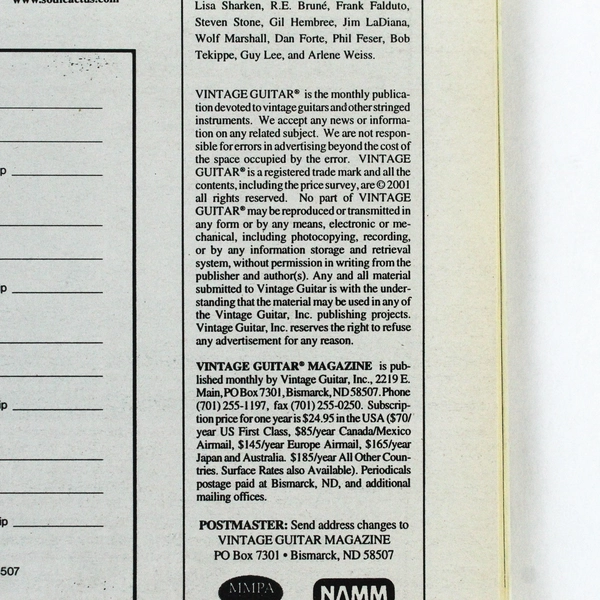 www.soulcactus.com
ip
ip
ip
ip
507
Lisa Sharken, R.E. Bruné, Frank Falduto,
Steven Stone, Gil Hembree, Jim LaDiana,
Wolf Marshall, Dan Forte, Phil Feser, Bob
Tekippe, Guy Lee, and Arlene Weiss.
VINTAGE GUITAR® is the monthly publica-
tion devoted to vintage guitars and other stringed
instruments. We accept any news or informa-
tion on any related subject. We are not respon-
sible for errors in advertising beyond the cost of
the space occupied by the error. VINTAGE
GUITAR® is a registered trade mark and all the
contents, including the price survey, are © 2001
all rights reserved. No part of VINTAGE
GUITAR® may be reproduced or transmitted in
any form or by any means, electronic or me-
chanical, including photocopying, recording,
or by any information storage and retrieval
system, without permission in writing from the
publisher and author(s). Any and all material
submitted to Vintage Guitar is with the under-
standing that the material may be used in any of
the Vintage Guitar, Inc. publishing projects.
Vintage Guitar, Inc. reserves the right to refuse
any advertisement for any reason.
VINTAGE GUITAR® MAGAZINE is pub-
lished monthly by Vintage Guitar, Inc., 2219 E.
Main, PO Box 7301, Bismarck, ND 58507. Phone
(701) 255-1197, fax (701) 255-0250. Subscrip-
tion price for one year is $24.95 in the USA ($70/
year US First Class, $85/year Canada/Mexico
Airmail, $145/year Europe Airmail, $165/year
Japan and Australia. $185/year All Other Coun-
tries. Surface Rates also Available). Periodicals
postage paid at Bismarck, ND, and additional
mailing offices.
POSTMASTER: Send address changes to
VINTAGE GUITAR MAGAZINE
PO Box 7301 • Bismarck, ND 58507
MMPA
NAMM